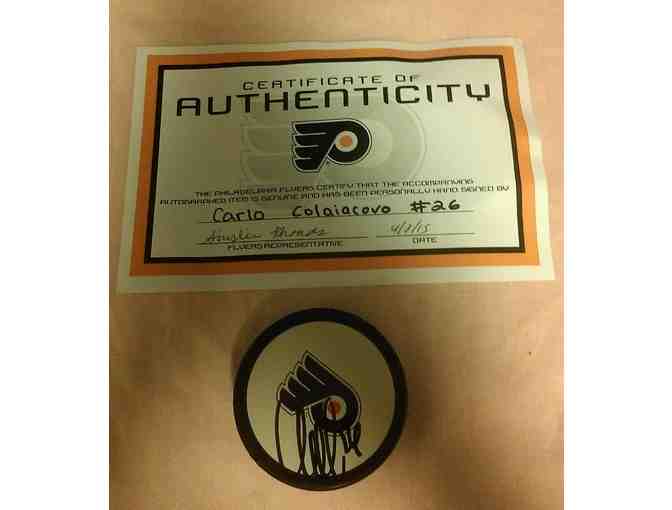 CERTIFICATE OF
AUTHENTICITY
THE PHILADELPHIA FLYERS CERTIFY THAT THE ACCOMPANYING
AUTOGRAPHED ITEM IS GENUINE AND HAS BEEN PERSONALLY HAND SIGNED BY
Carlo Colaiacovo #26
FLYERS REPRESENTATIVE DATE